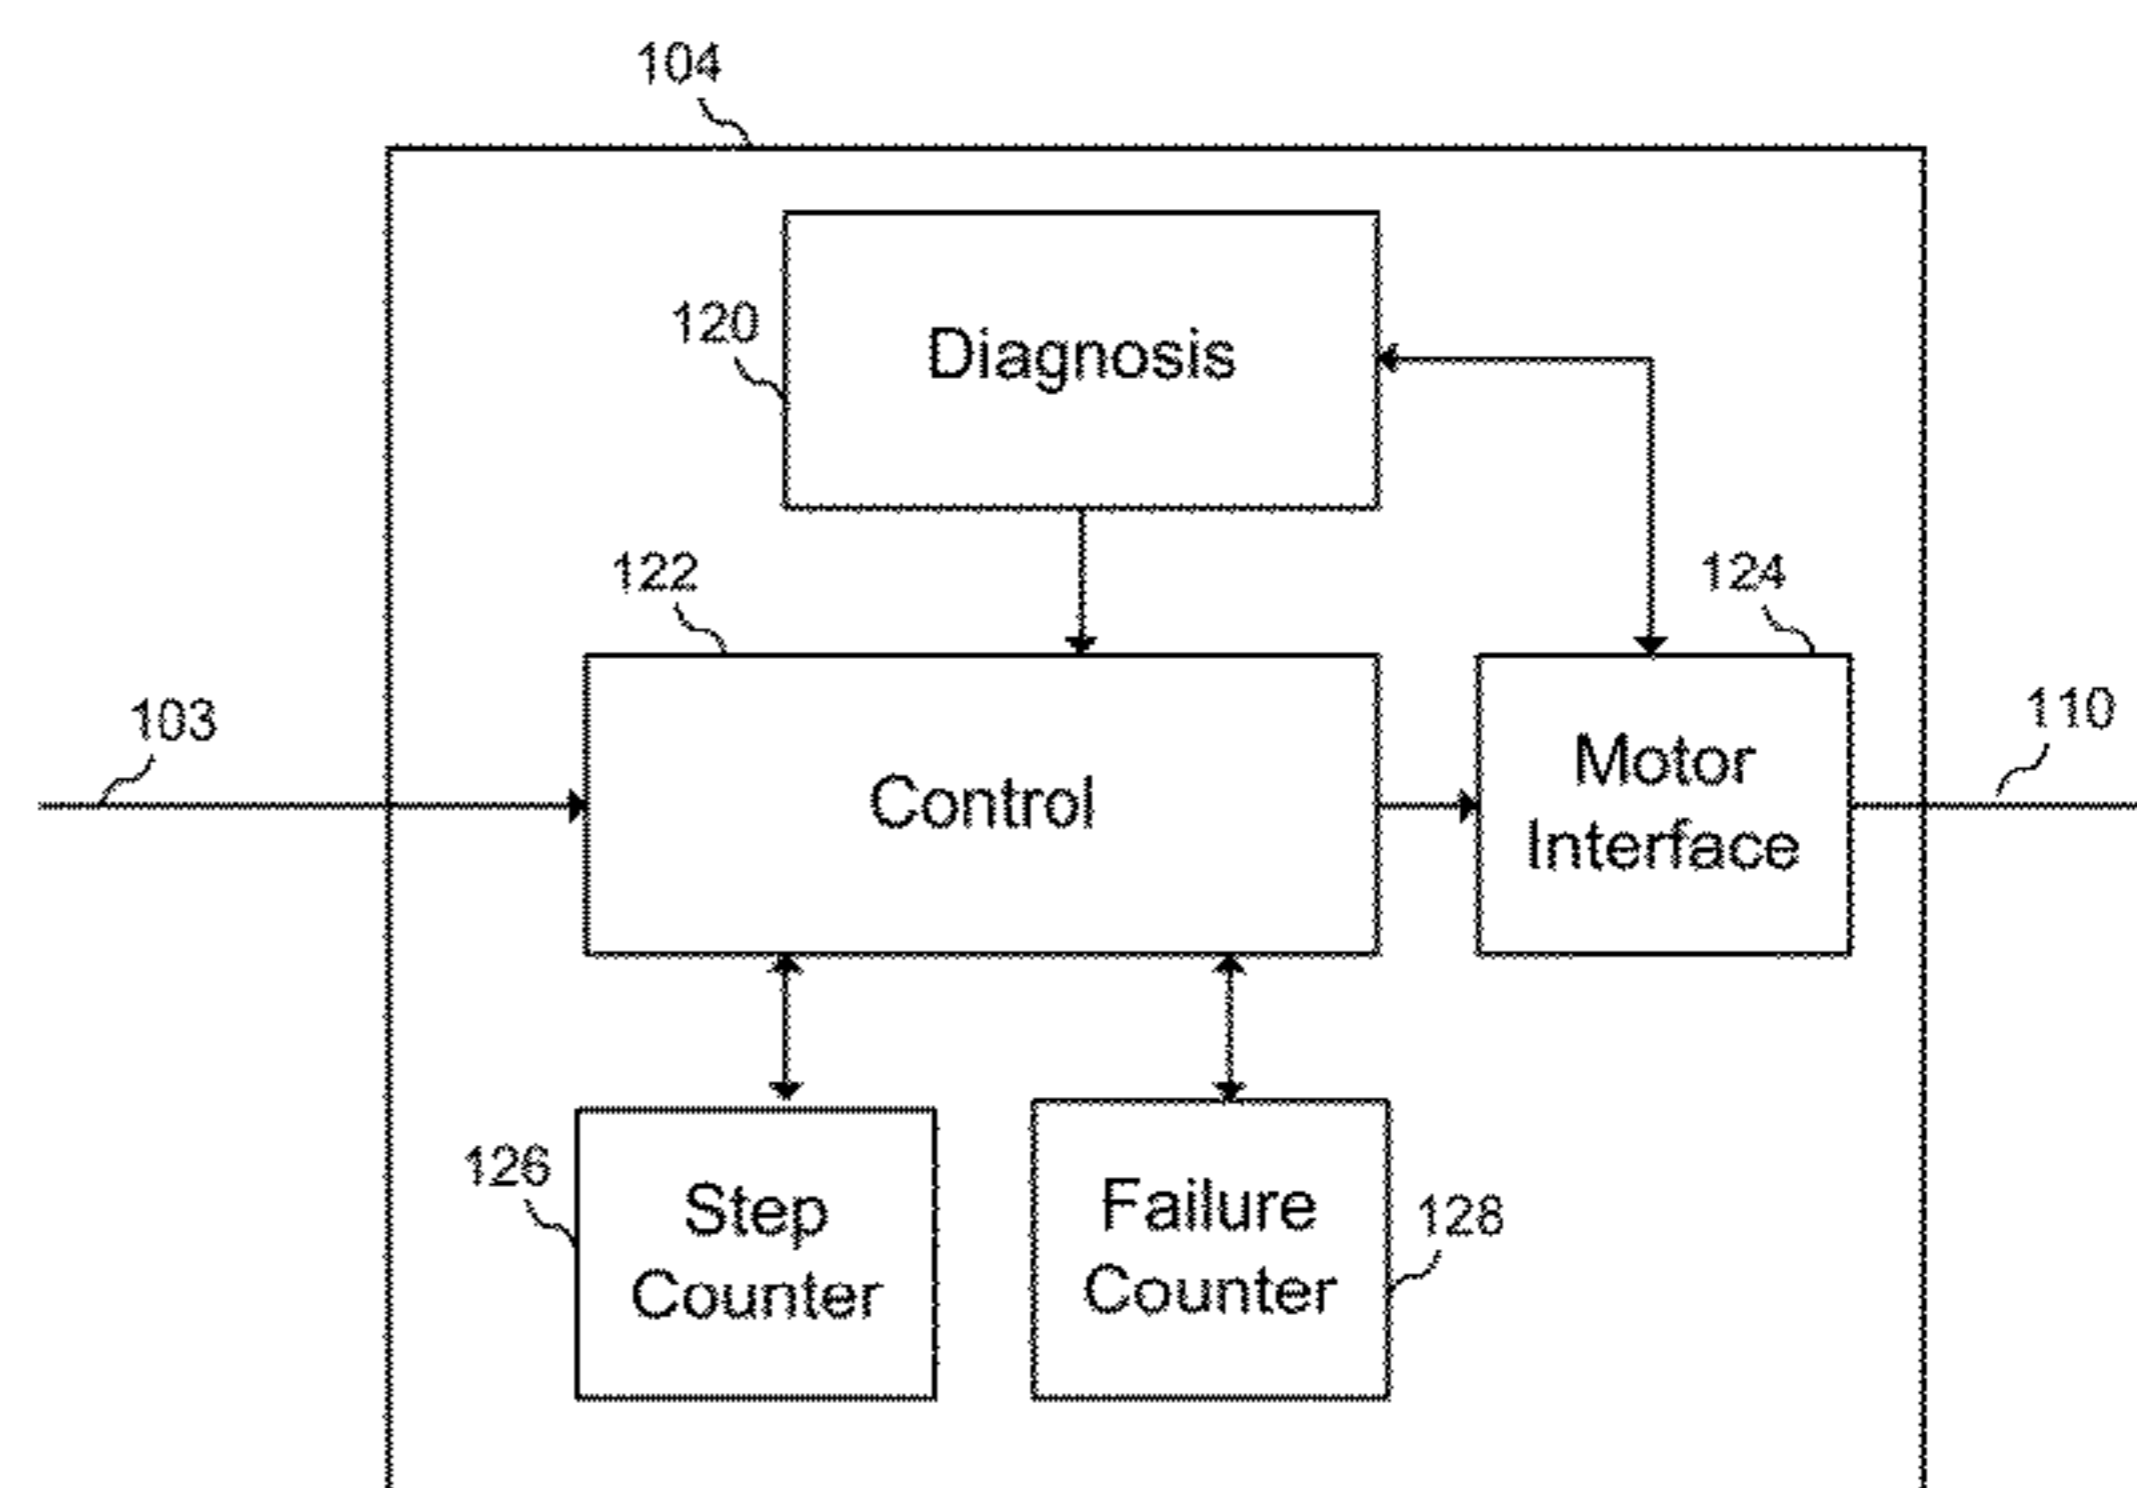 104
120
Diagnosis
122
124
103
110
Control
Motor
Interface
126
Step
Counter
Failure
Counter
128